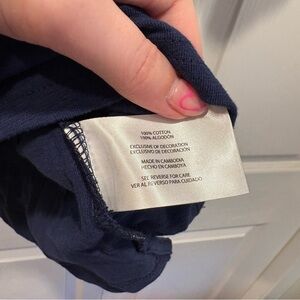 100% COTTON
100% ALGODON
EXCLUSIVE OF DECORATION
EXCLUSIVO DE DECORACION
MADE IN CAMBODIA
HECHO EN CAMBOYA
SEE REVERSE FOR CARE
VER AL REVERSO PARA CUIDADO